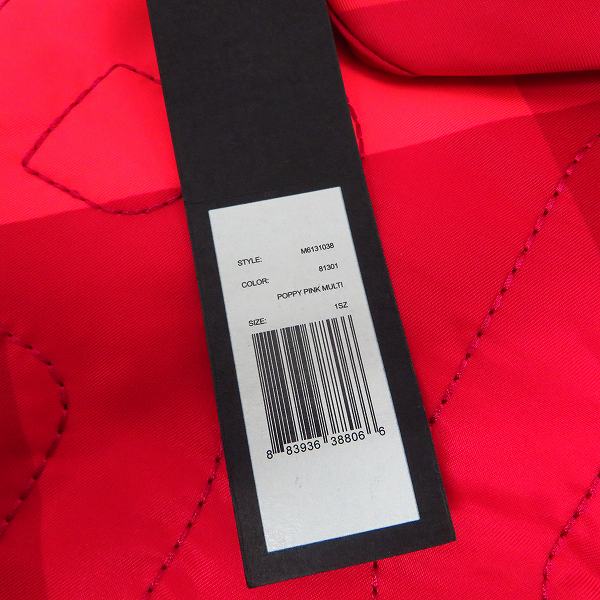 STYLE: M6131038
COLOR: 81301
POPPY PINK MULTI
SIZE: 1SZ
8 83936 38806 6